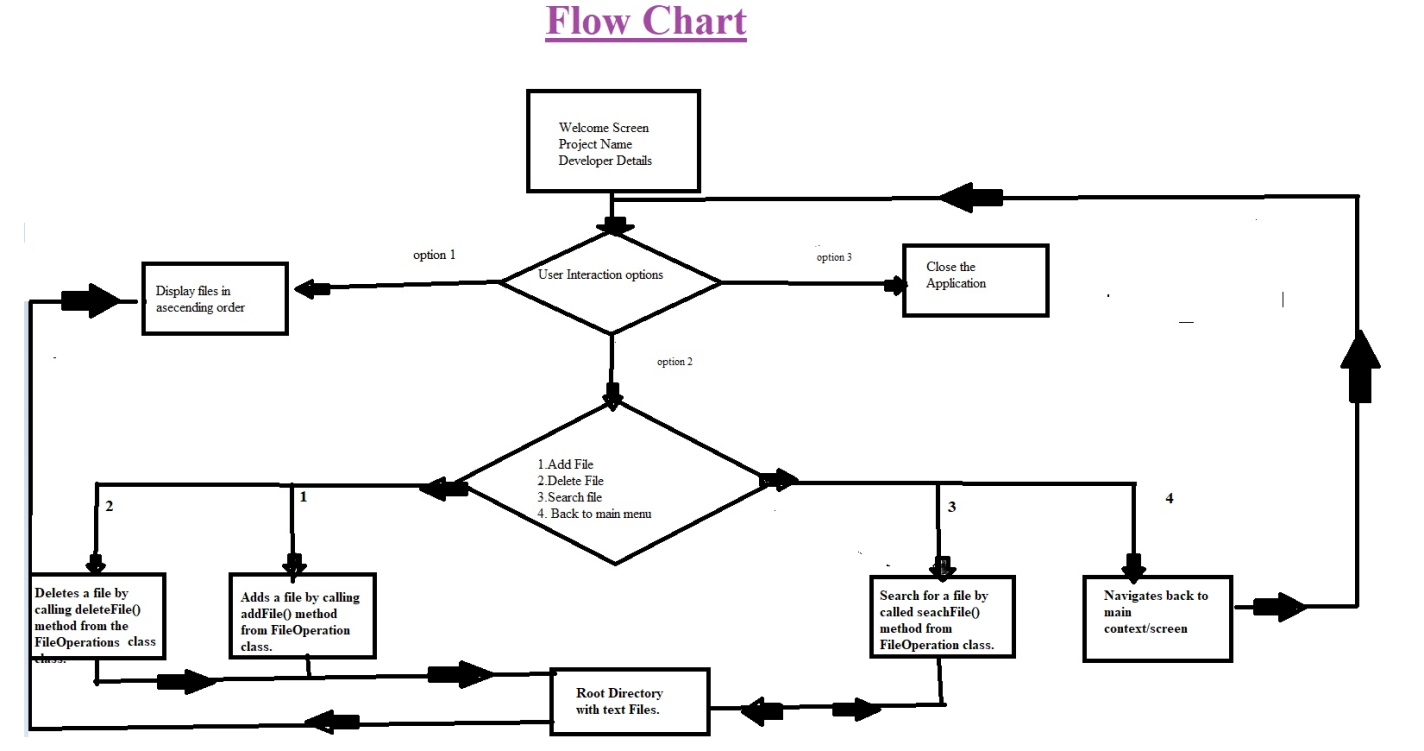 Flow Chart
Welcome Screen
Project Name
Developer Details
option 1
User Interaction options
option 3
Close the
Application
Display files in
asecending order
option 2
1.Add File
2.Delete File
3.Search file
4. Back to main menu
2
1
3
4
Deletes a file by
calling deleteFile()
method from the
FileOperations class
class.
Adds a file by calling
addFile() method
from FileOperation
class.
Search for a file by
called seachFile()
method from
FileOperation class.
Navigates back to
main
context/screen
Root Directory
with text Files.